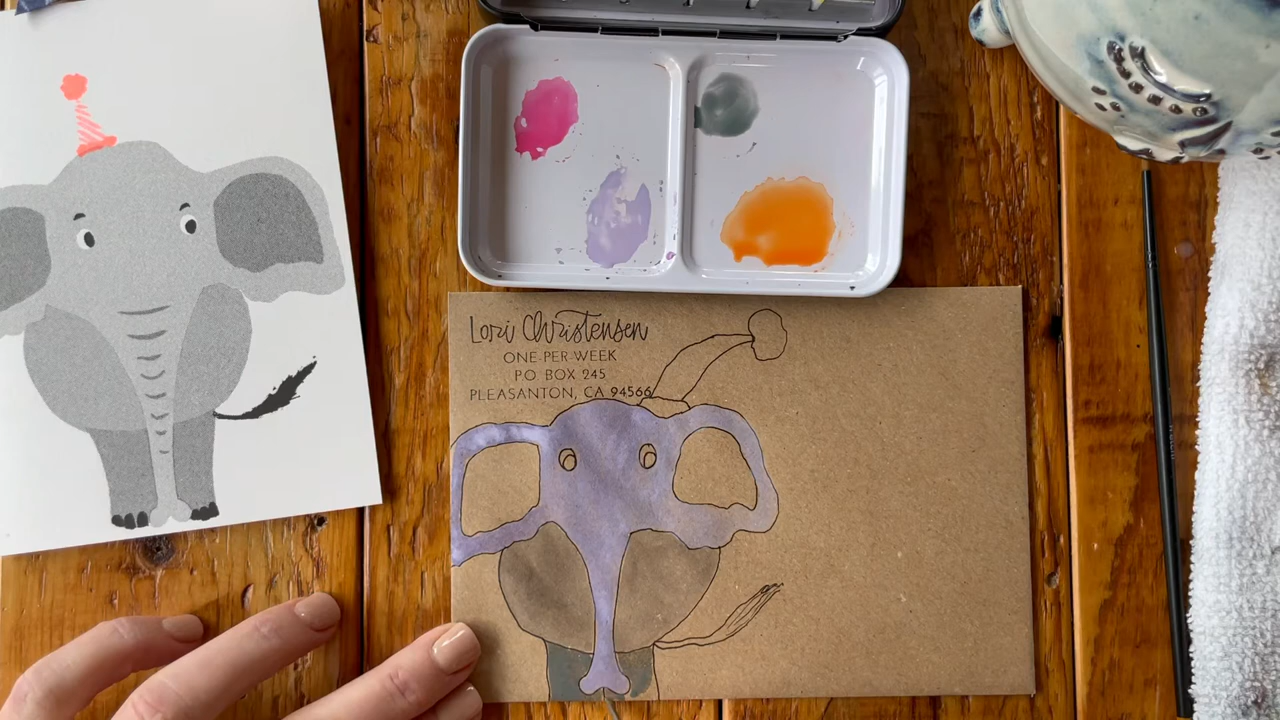 Lori Christensen
ONE-PER-WEEK
P.O. BOX 245
PLEASANTON, CA 94566